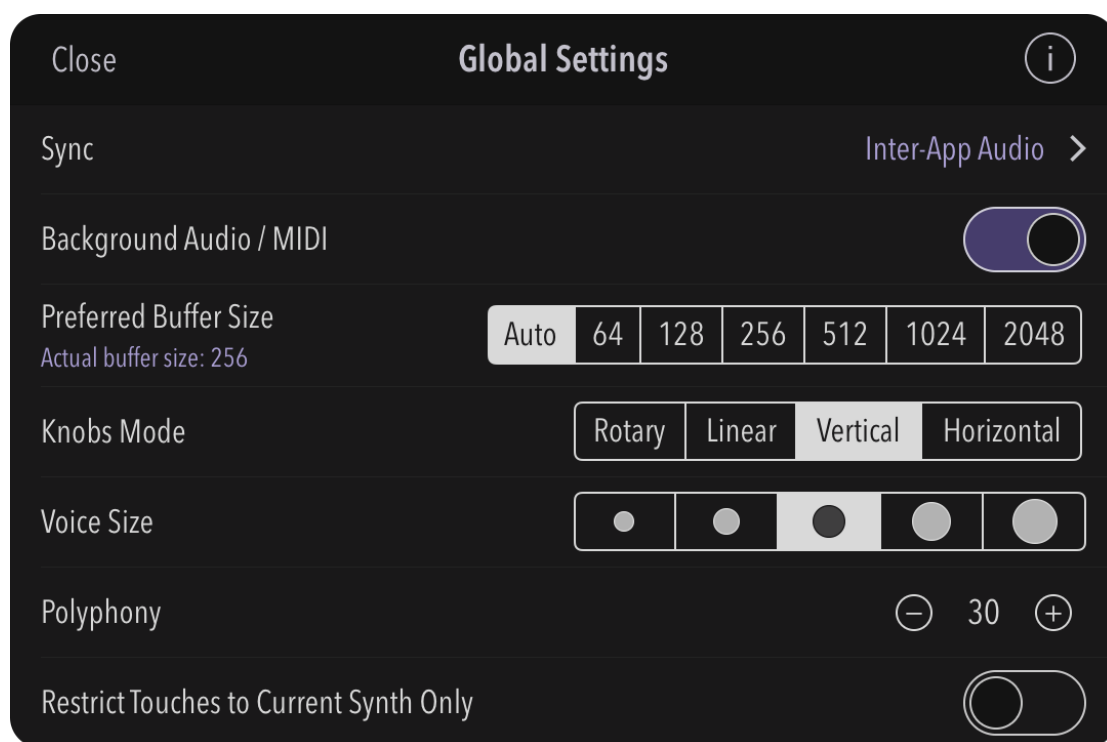 Close Global Settings i
Sync Inter-App Audio >
Background Audio / MIDI
Preferred Buffer Size
Actual buffer size: 256
Auto 64 128 256 512 1024 2048
Knobs Mode Rotary Linear Vertical Horizontal
Voice Size
Polyphony − 30 +
Restrict Touches to Current Synth Only